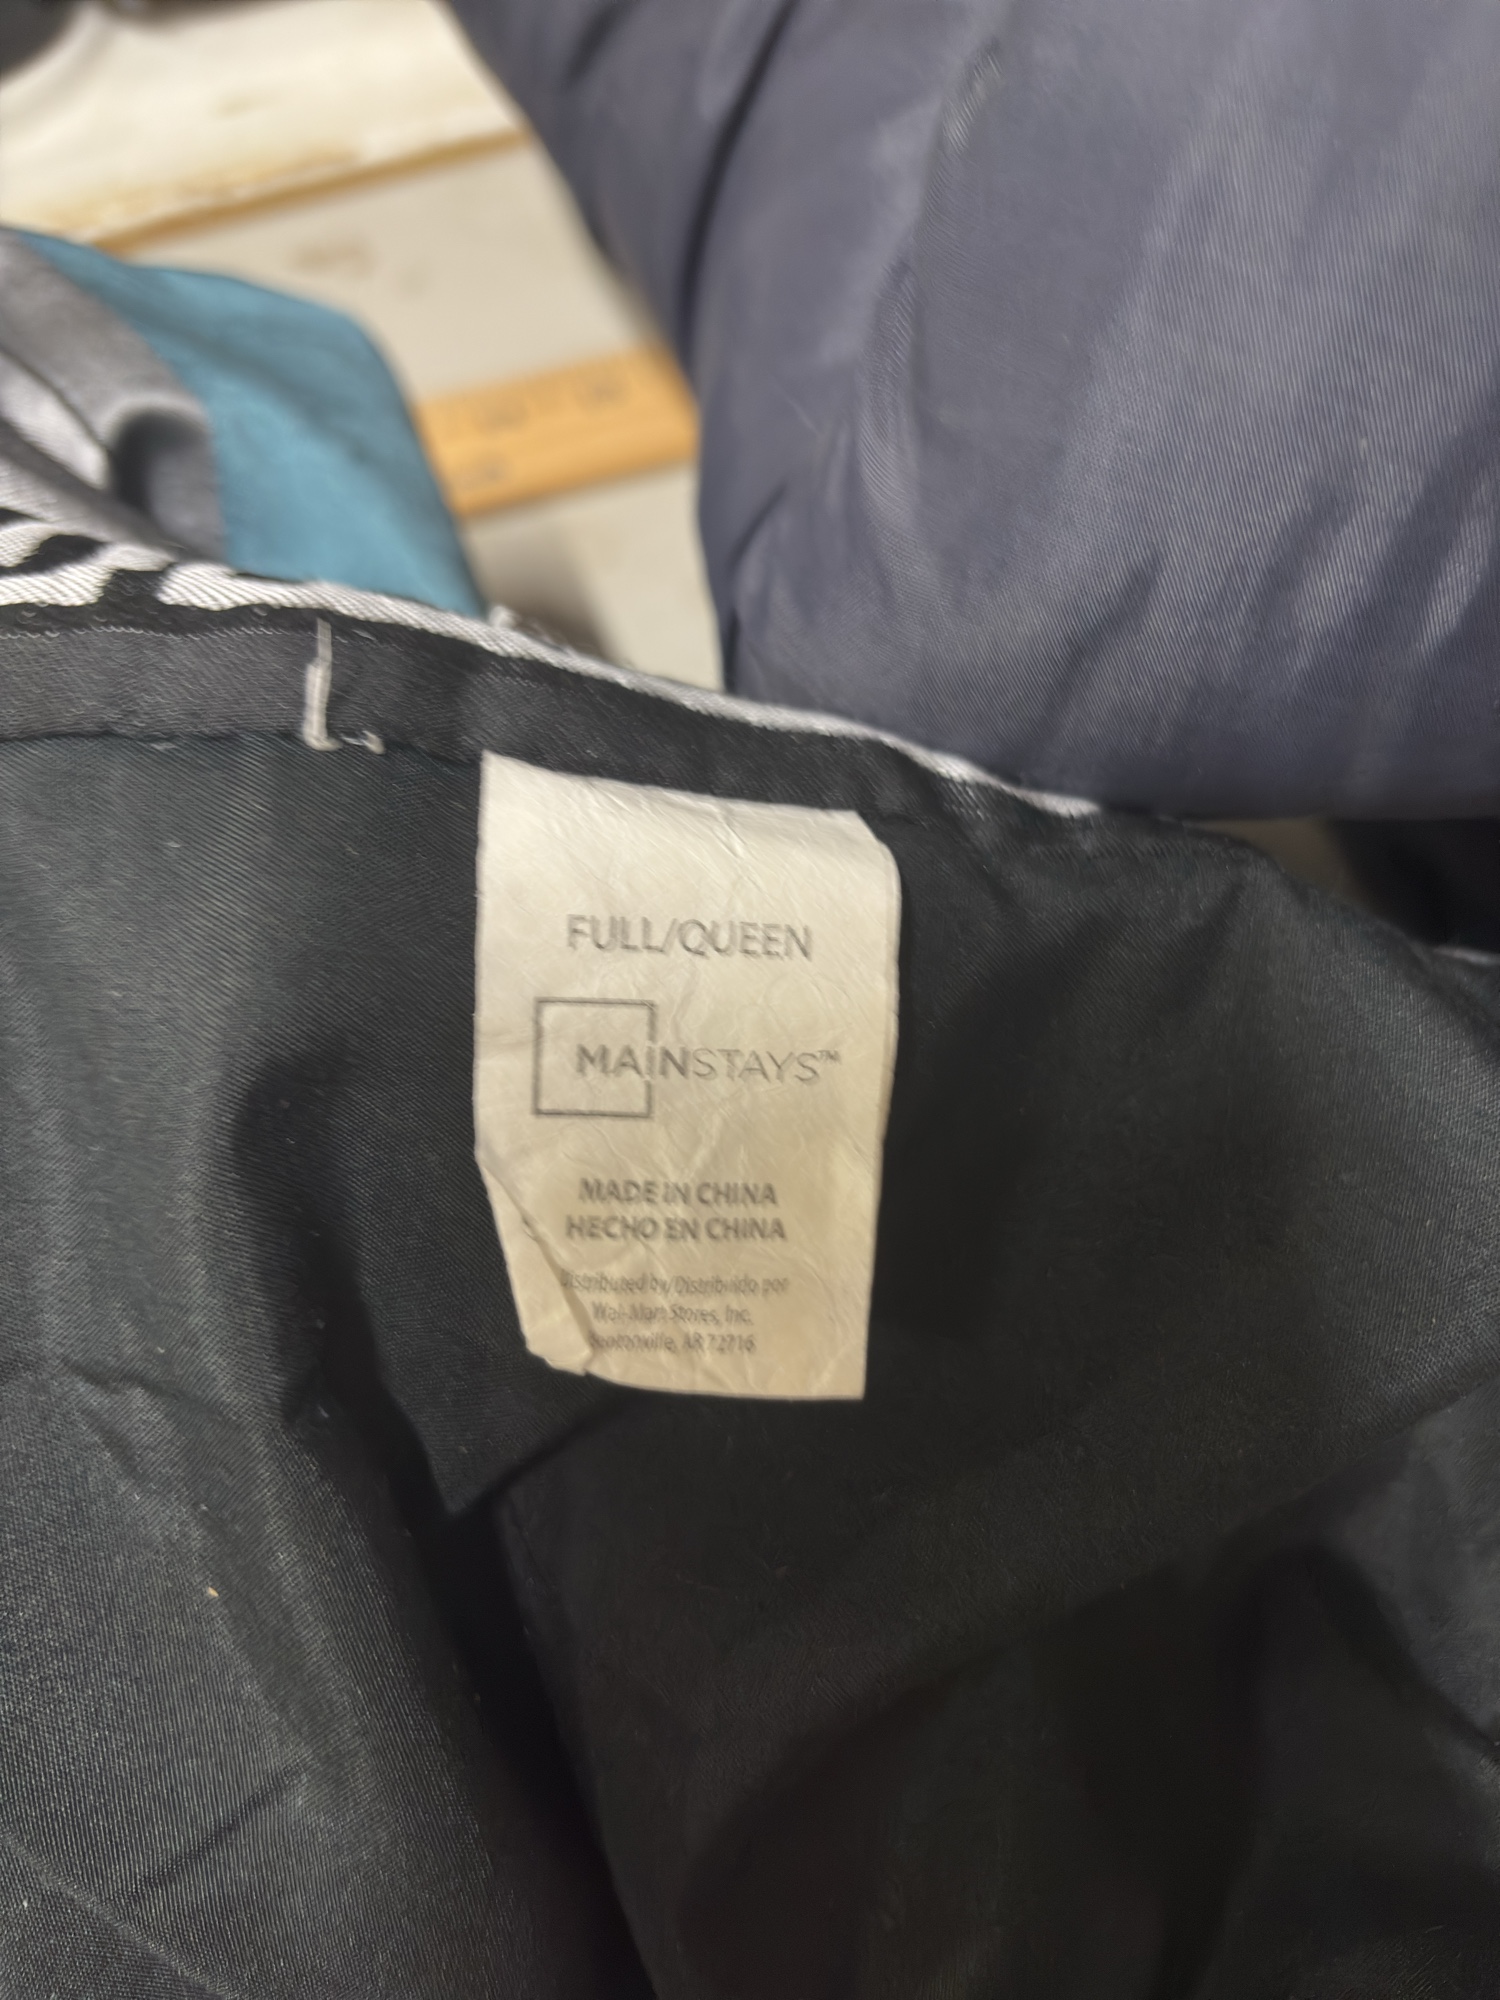 FULL/QUEEN
MAINSTAYS™
MADE IN CHINA
HECHO EN CHINA
Distributed by/Distribuido por
Wal-Mart Stores, Inc.
Bentonville, AR 72716